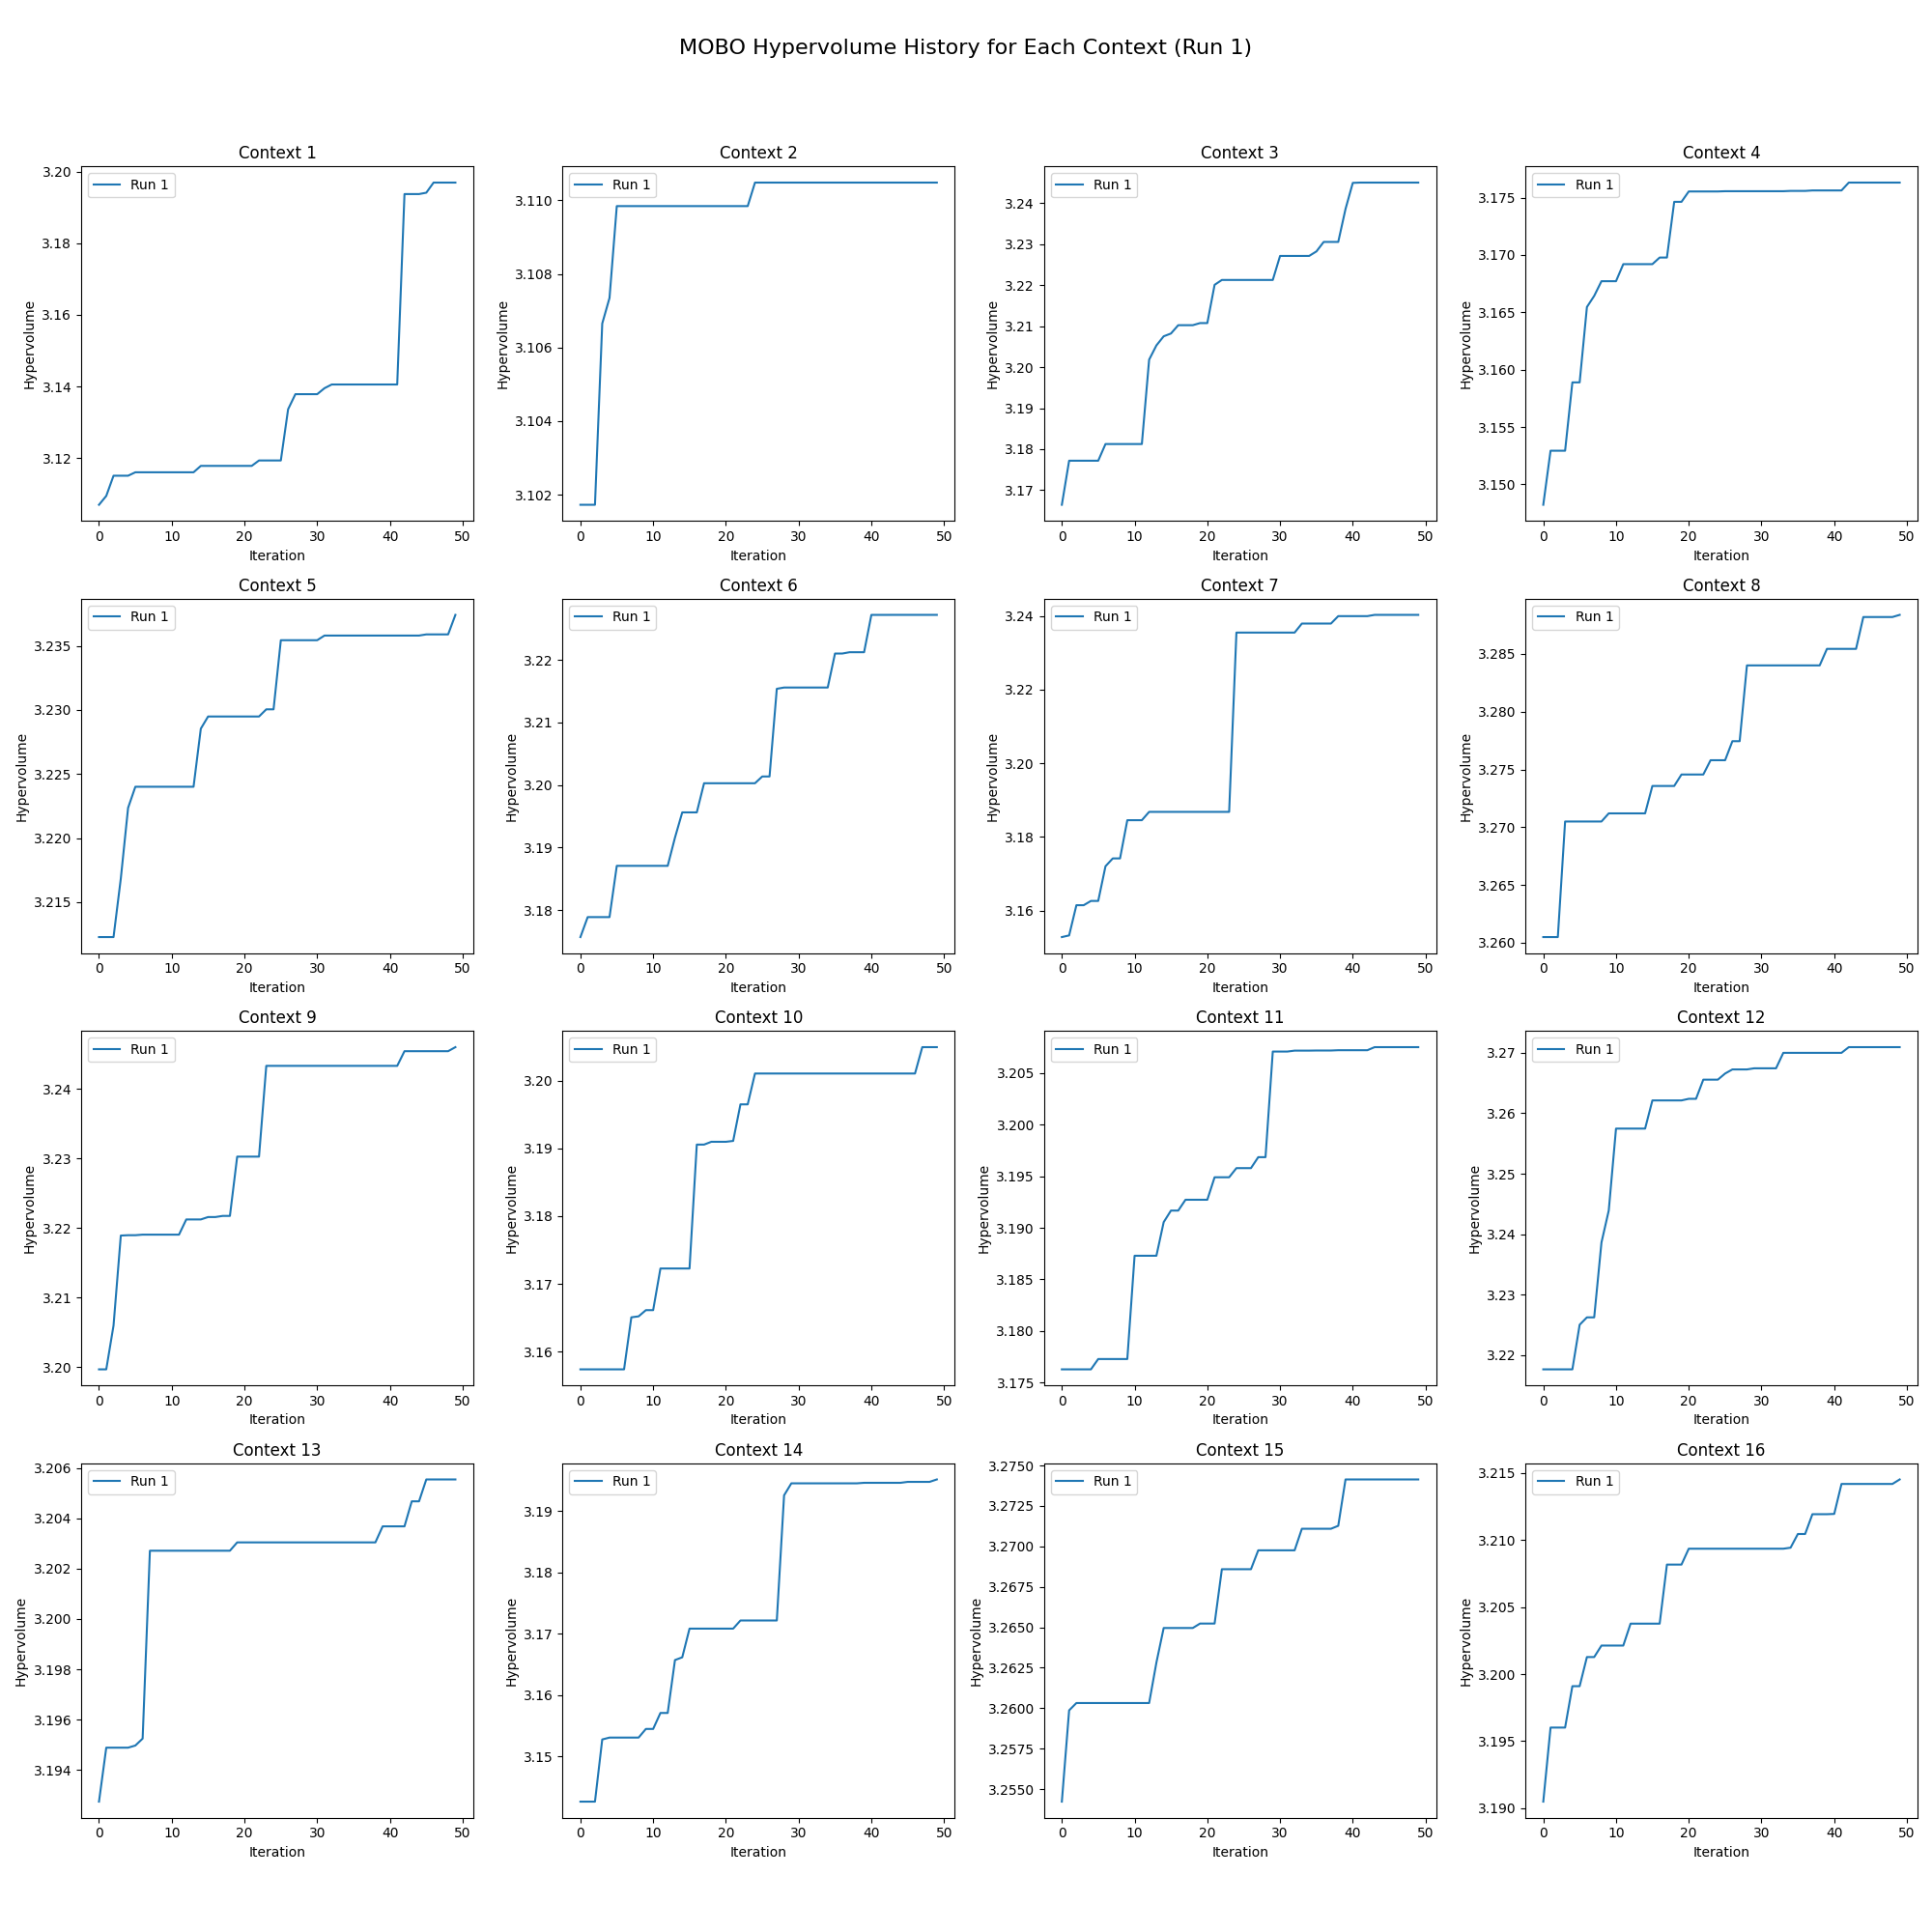 MOBO Hypervolume History for Each Context (Run 1)
Context 1
Run 1
3.20
3.18
3.16
3.14
3.12
Hypervolume
0 10 20 30 40 50
Iteration
Context 2
Run 1
3.110
3.108
3.106
3.104
3.102
Hypervolume
0 10 20 30 40 50
Iteration
Context 3
Run 1
3.24
3.23
3.22
3.21
3.20
3.19
3.18
3.17
Hypervolume
0 10 20 30 40 50
Iteration
Context 4
Run 1
3.175
3.170
3.165
3.160
3.155
3.150
Hypervolume
0 10 20 30 40 50
Iteration
Context 5
Run 1
3.235
3.230
3.225
3.220
3.215
Hypervolume
0 10 20 30 40 50
Iteration
Context 6
Run 1
3.22
3.21
3.20
3.19
3.18
Hypervolume
0 10 20 30 40 50
Iteration
Context 7
Run 1
3.24
3.22
3.20
3.18
3.16
Hypervolume
0 10 20 30 40 50
Iteration
Context 8
Run 1
3.285
3.280
3.275
3.270
3.265
3.260
Hypervolume
0 10 20 30 40 50
Iteration
Context 9
Run 1
3.24
3.23
3.22
3.21
3.20
Hypervolume
0 10 20 30 40 50
Iteration
Context 10
Run 1
3.20
3.19
3.18
3.17
3.16
Hypervolume
0 10 20 30 40 50
Iteration
Context 11
Run 1
3.205
3.200
3.195
3.190
3.185
3.180
3.175
Hypervolume
0 10 20 30 40 50
Iteration
Context 12
Run 1
3.27
3.26
3.25
3.24
3.23
3.22
Hypervolume
0 10 20 30 40 50
Iteration
Context 13
Run 1
3.206
3.204
3.202
3.200
3.198
3.196
3.194
Hypervolume
0 10 20 30 40 50
Iteration
Context 14
Run 1
3.19
3.18
3.17
3.16
3.15
Hypervolume
0 10 20 30 40 50
Iteration
Context 15
Run 1
3.2750
3.2725
3.2700
3.2675
3.2650
3.2625
3.2600
3.2575
3.2550
Hypervolume
0 10 20 30 40 50
Iteration
Context 16
Run 1
3.215
3.210
3.205
3.200
3.195
3.190
Hypervolume
0 10 20 30 40 50
Iteration